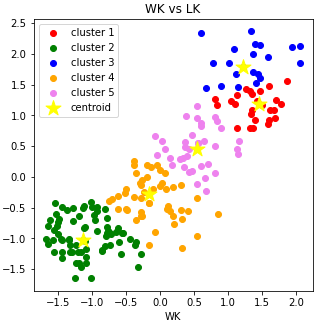 WK vs LK
2.5
2.0
1.5
1.0
0.5
0.0
−0.5
−1.0
−1.5
cluster 1
cluster 2
cluster 3
cluster 4
cluster 5
centroid
−1.5 −1.0 −0.5 0.0 0.5 1.0 1.5 2.0
WK